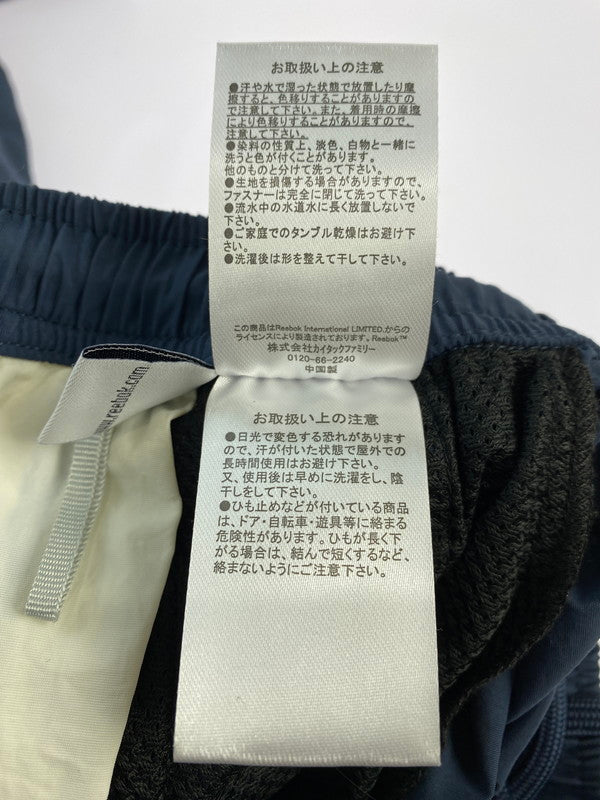 お取扱い上の注意
●汗や水で湿った状態で放置したり摩
擦すると、色移りすることがありますの
で注意して下さい。また、着用時の摩擦
により色移りすることがありますので、
注意して下さい。
●染料の性質上、淡色、白物と一緒に
洗うと色が付くことがあります。
他のものと分けて洗って下さい。
●生地を損傷する場合がありますので、
ファスナーは完全に閉じて洗って下さい。
●流水中の水道水に長く放置しないで
下さい。
●ご家庭でのタンブル乾燥はお避け下
さい。
●洗濯後は形を整えて干して下さい。
この商品はReebok International LIMITED.からの
ライセンスにより製造されております。Reebok™
株式会社カイタックファミリー
0120-66-2240
中国製
www.reebok.com
お取扱い上の注意
●日光で変色する恐れがあります
ので、汗が付いた状態で屋外での
長時間使用はお避け下さい。
又、使用後は早めに洗濯をし、陰
干しをして下さい。
●ひも止めなどが付いている商品
は、ドア・自転車・遊具等に絡まる
危険性があります。ひもが長く下
がる場合は、結んで短くするなど、
絡まないようにご注意下さい。